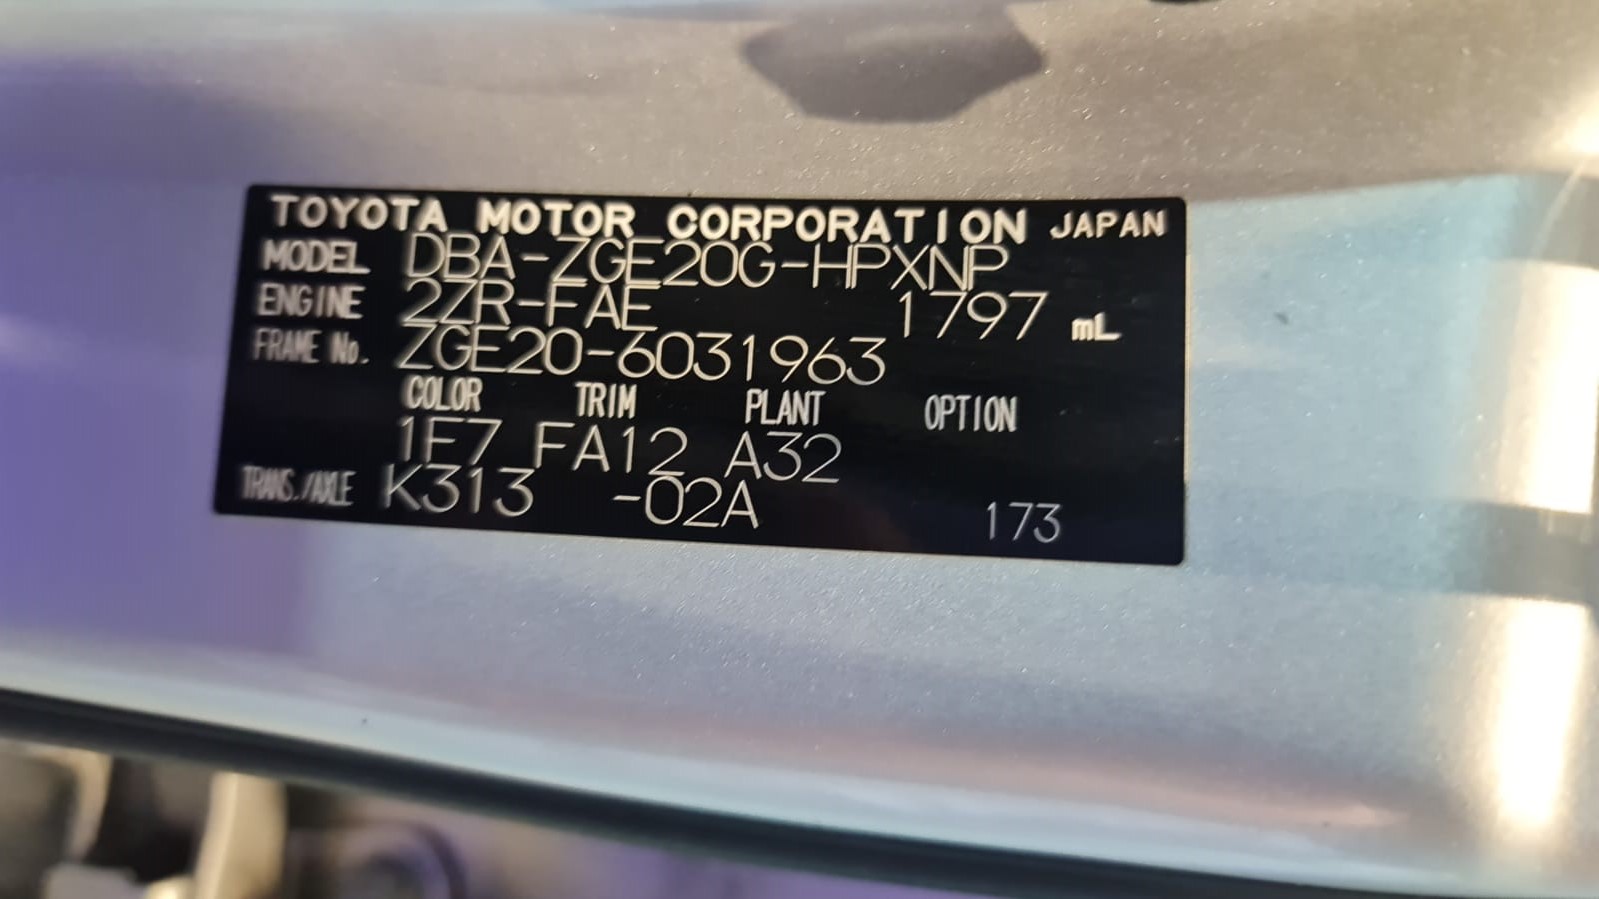 TOYOTA MOTOR CORPORATION JAPAN
MODEL DBA-ZGE20G-HPXNP
ENGINE 2ZR-FAE 1797 mL
FRAME No. ZGE20-6031963
COLOR TRIM PLANT OPTION
1F7 FA12 A32
TRANS./AXLE K313 -02A 173